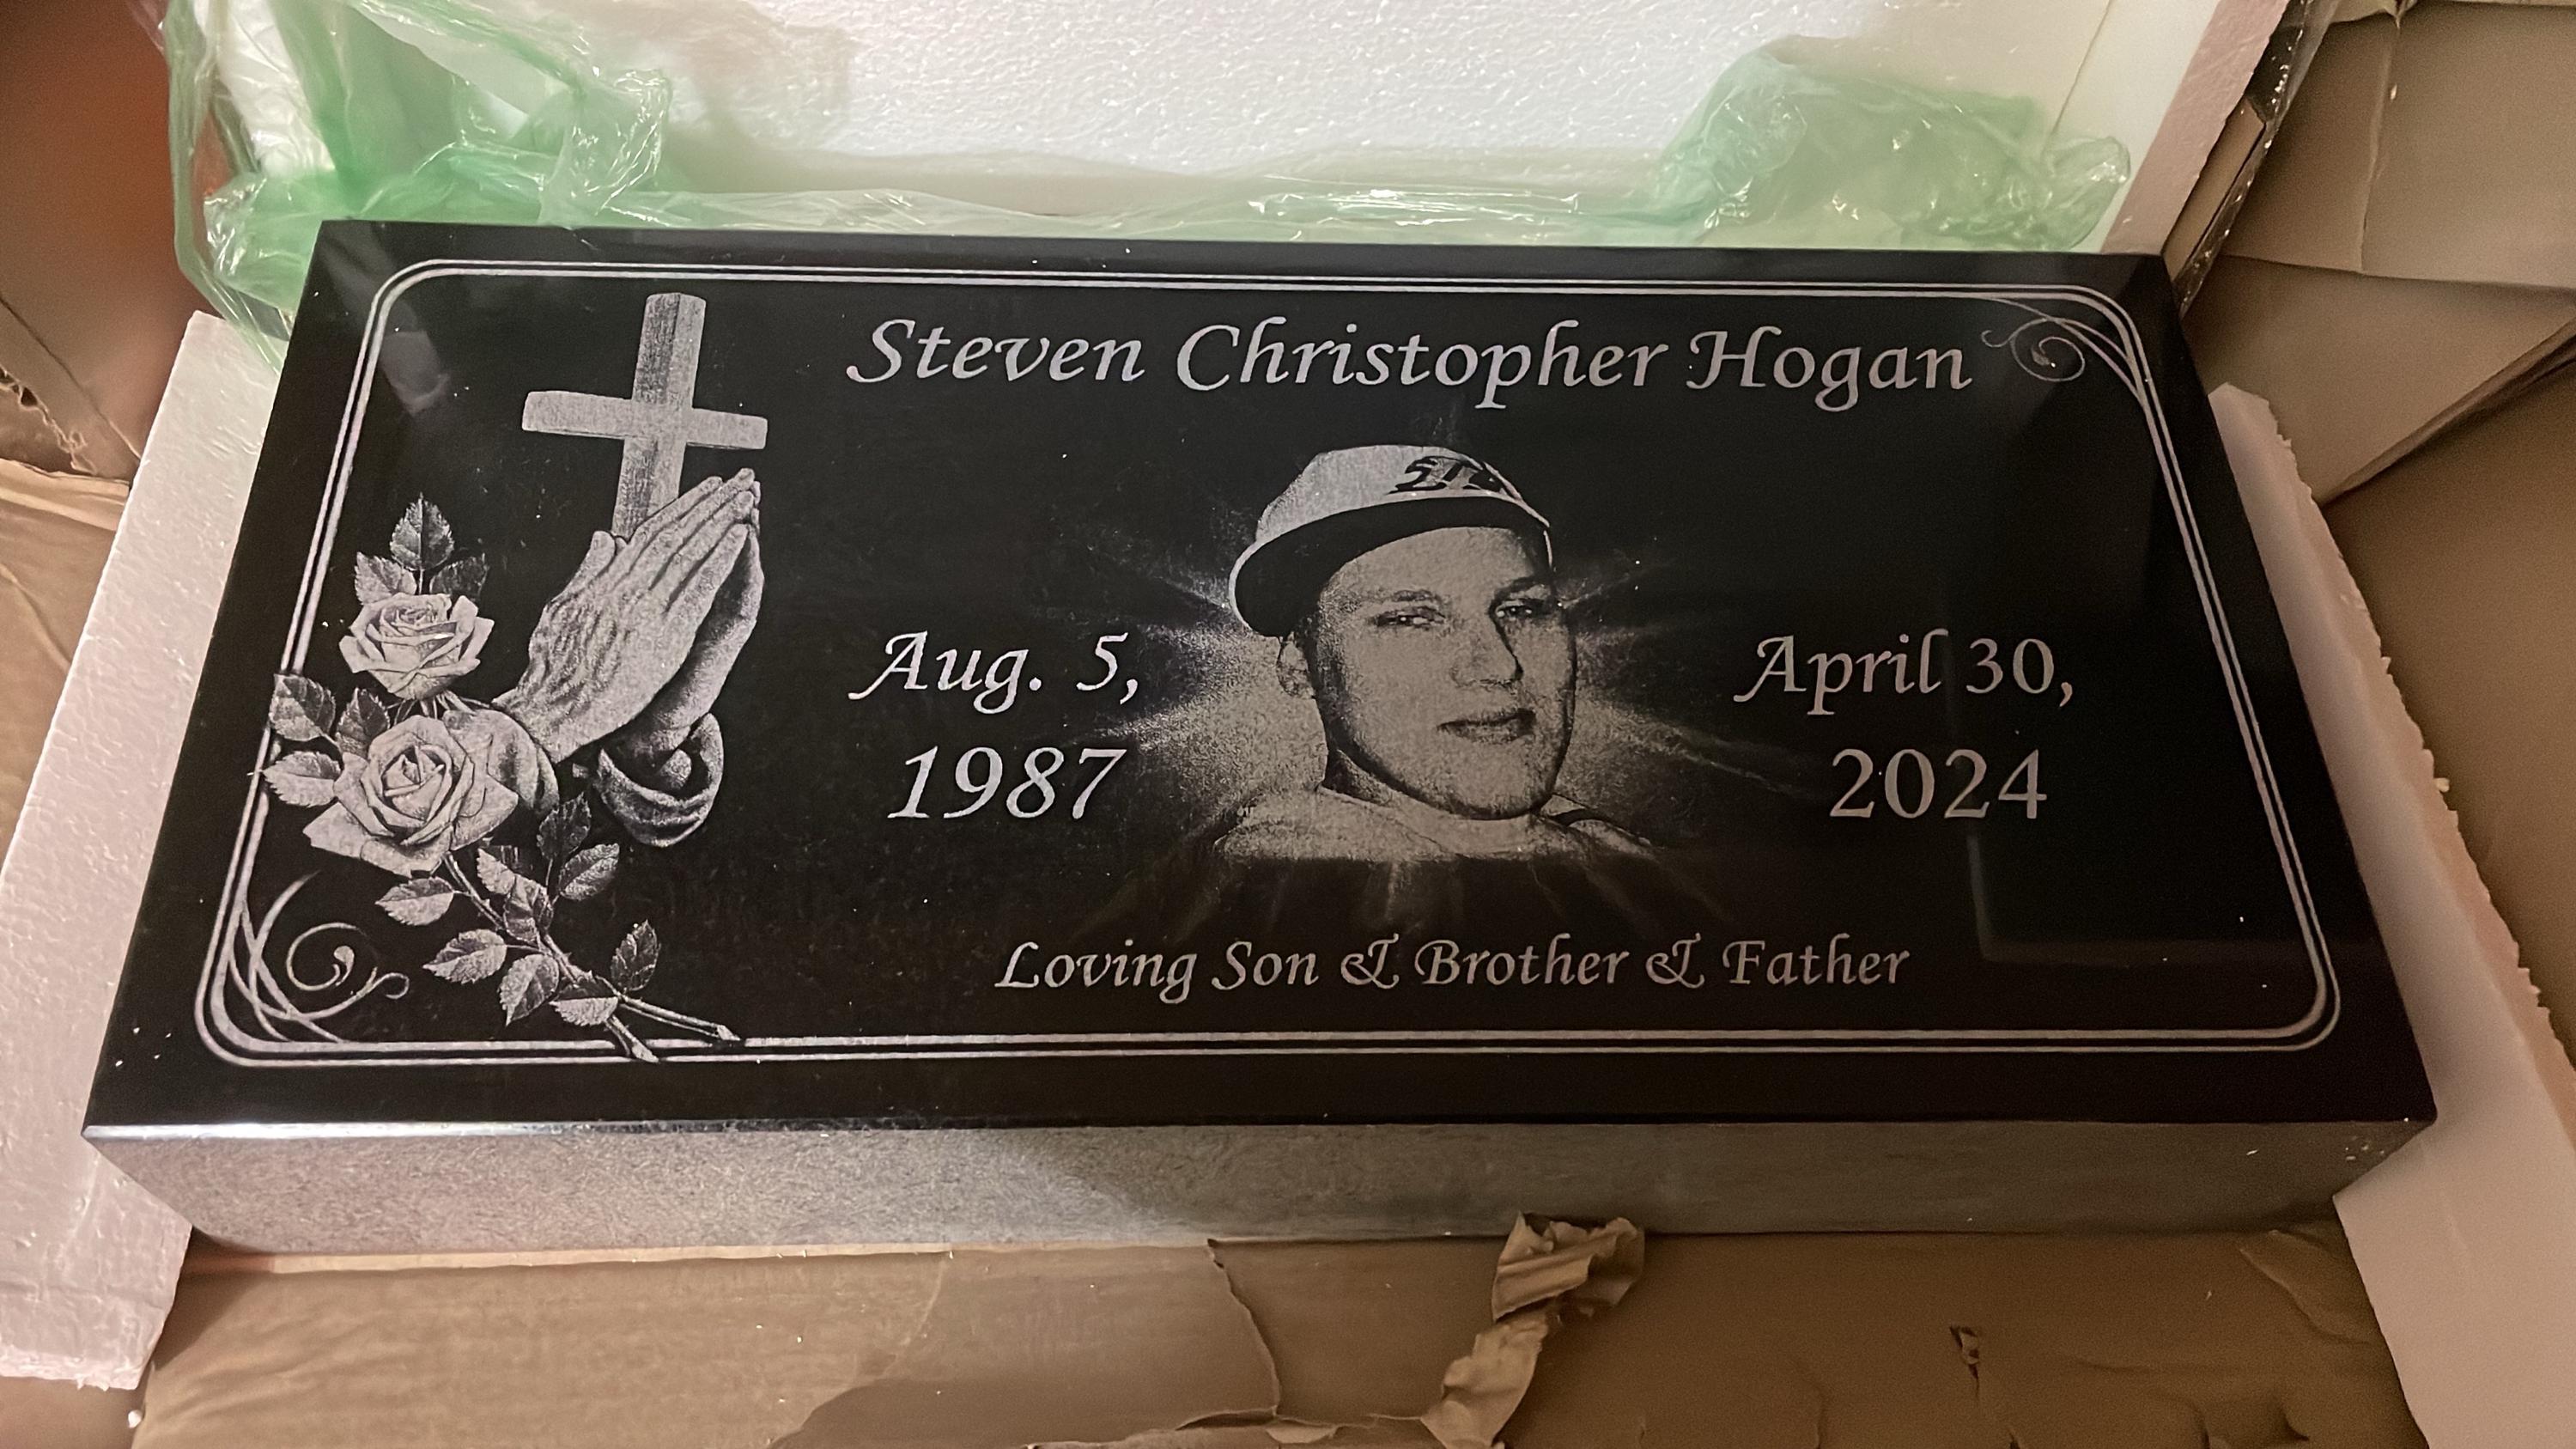 Steven Christopher Hogan
Aug. 5,
1987
April 30,
2024
Loving Son & Brother & Father